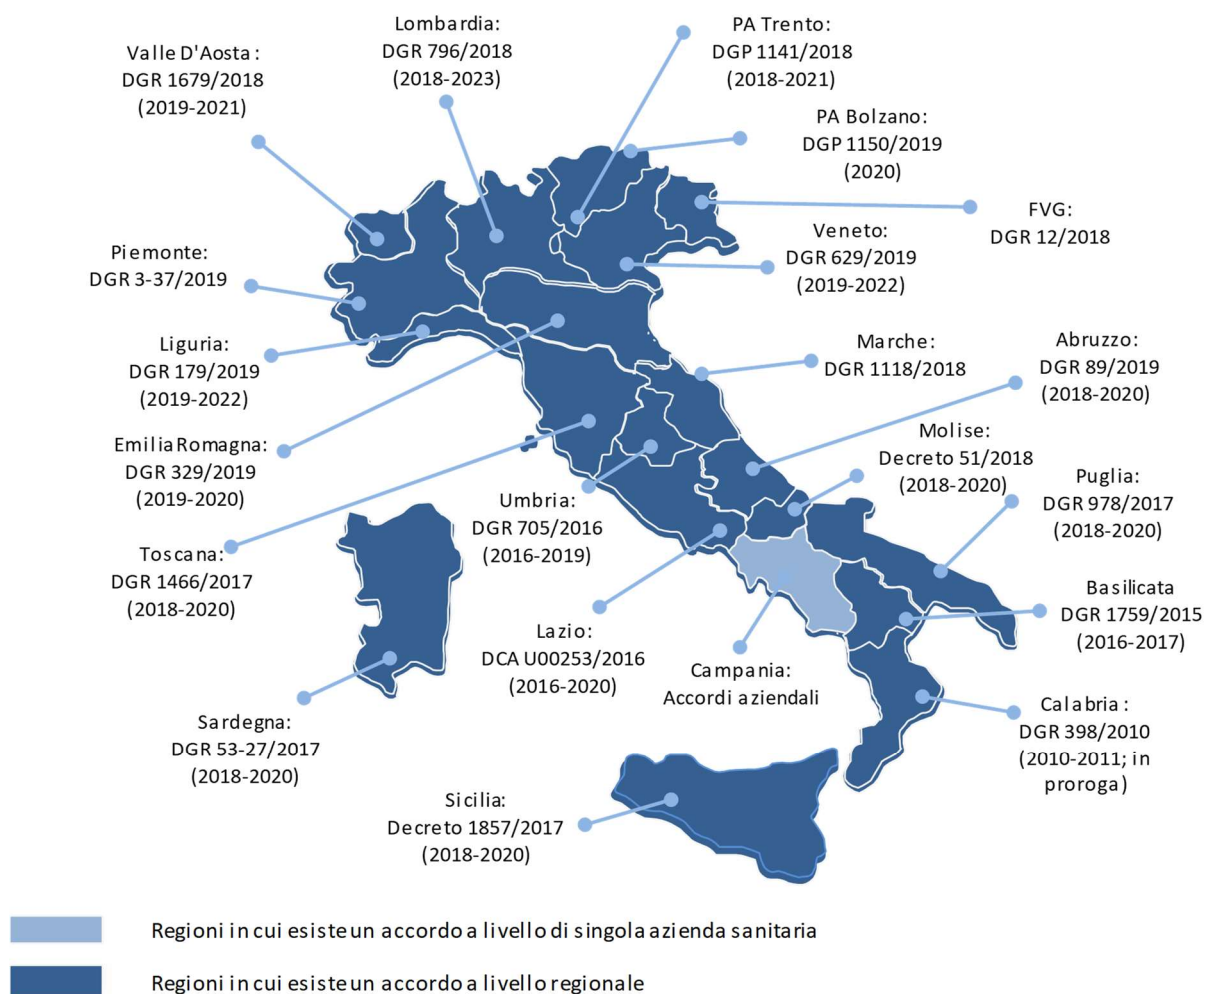 Lombardia:
DGR 796/2018
(2018-2023)
PA Trento:
DGP 1141/2018
(2018-2021)
Valle D'Aosta :
DGR 1679/2018
(2019-2021)
PA Bolzano:
DGP 1150/2019
(2020)
FVG:
DGR 12/2018
Veneto:
DGR 629/2019
(2019-2022)
Piemonte:
DGR 3-37/2019
Liguria:
DGR 179/2019
(2019-2022)
Marche:
DGR 1118/2018
Abruzzo:
DGR 89/2019
(2018-2020)
Emilia Romagna:
DGR 329/2019
(2019-2020)
Molise:
Decreto 51/2018
(2018-2020)
Puglia:
DGR 978/2017
(2018-2020)
Umbria:
DGR 705/2016
(2016-2019)
Toscana:
DGR 1466/2017
(2018-2020)
Basilicata
DGR 1759/2015
(2016-2017)
Lazio:
DCA U00253/2016
(2016-2020)
Campania:
Accordi aziendali
Calabria :
DGR 398/2010
(2010-2011; in
proroga)
Sardegna:
DGR 53-27/2017
(2018-2020)
Sicilia:
Decreto 1857/2017
(2018-2020)
Regioni in cui esiste un accordo a livello di singola azienda sanitaria
Regioni in cui esiste un accordo a livello regionale